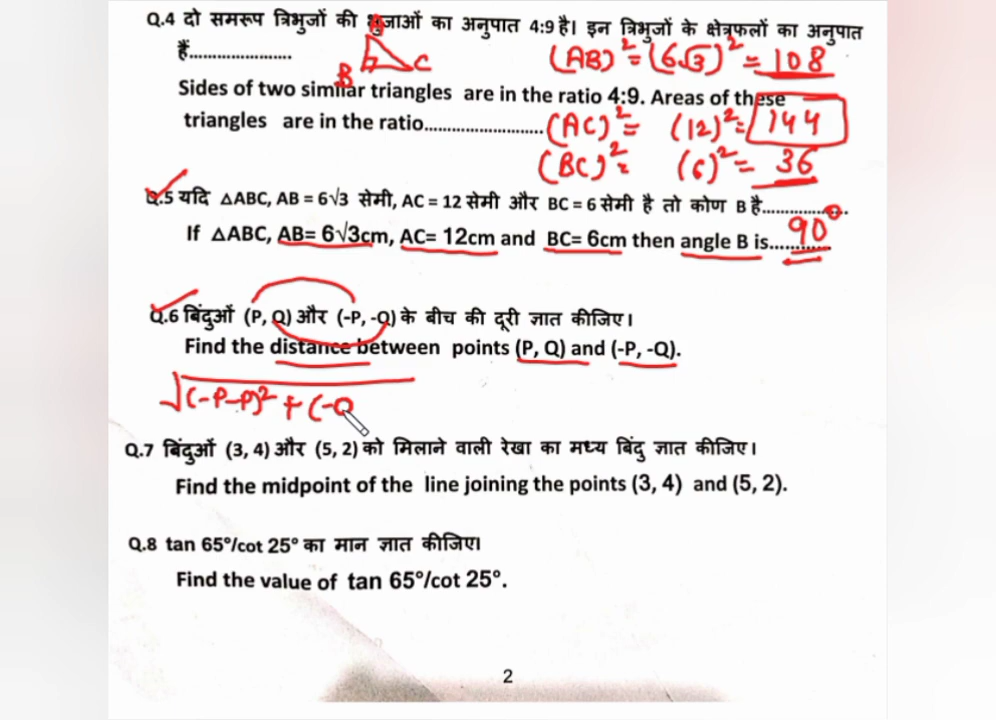 Q.4 दो समरूप त्रिभुजों की भुजाओं का अनुपात 4:9 है। इन त्रिभुजों के क्षेत्रफलों का अनुपात
हैं......................
B C
(AB)² = (6√3)² = 108
Sides of two similar triangles are in the ratio 4:9. Areas of these
triangles are in the ratio..........................
(AC)² = (12)² = 144
(BC)² = (6)² = 36
Q.5 यदि △ABC, AB = 6√3 सेमी, AC = 12 सेमी और BC = 6 सेमी है तो कोण B है..................
If △ABC, AB= 6√3cm, AC= 12cm and BC= 6cm then angle B is............. 90°
Q.6 बिंदुओं (P, Q) और (-P, -Q) के बीच की दूरी ज्ञात कीजिए।
Find the distance between points (P, Q) and (-P, -Q).
√(-P-P)² + (-Q
Q.7 बिंदुओं (3, 4) और (5, 2) को मिलाने वाली रेखा का मध्य बिंदु ज्ञात कीजिए।
Find the midpoint of the line joining the points (3, 4) and (5, 2).
Q.8 tan 65°/cot 25° का मान ज्ञात कीजिए।
Find the value of tan 65°/cot 25°.
2